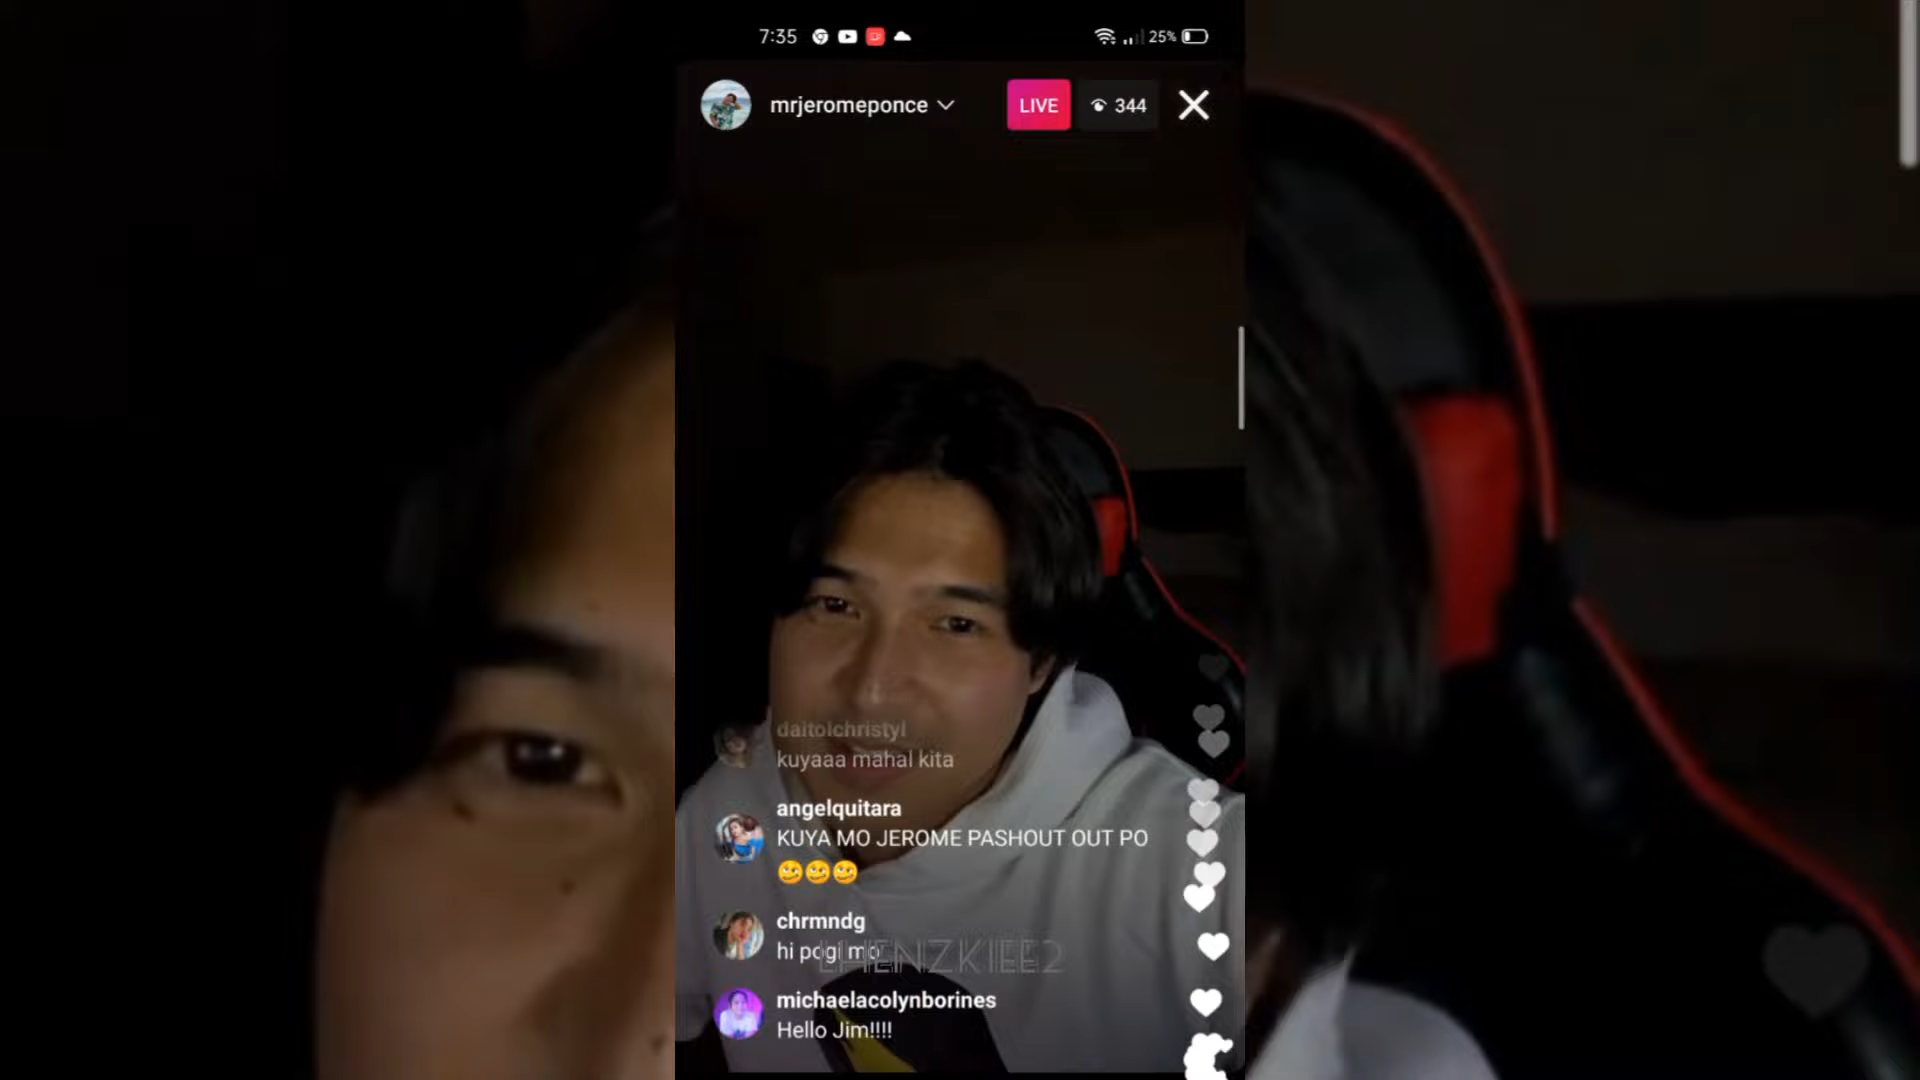 7:35
25%
mrjeromeponce
LIVE
344
daitolchristyl
kuyaaa mahal kita
angelquitara
KUYA MO JEROME PASHOUT OUT PO
🥴🥴🥴
chrmndg
hi pogi mo
LHENZKIEE2
michaelacolynborines
Hello Jim!!!!